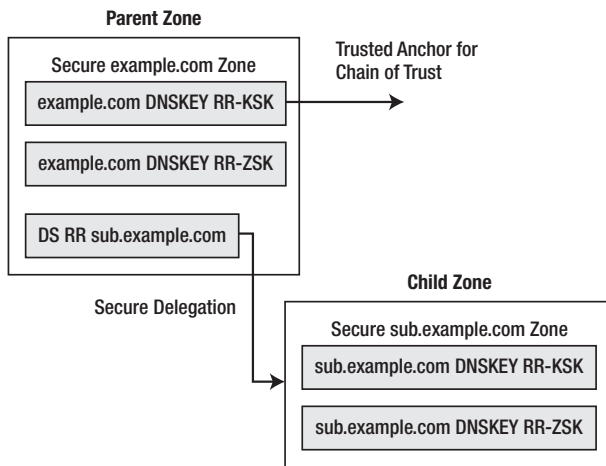 Parent Zone
Secure example.com Zone
example.com DNSKEY RR-KSK
example.com DNSKEY RR-ZSK
DS RR sub.example.com
Trusted Anchor for
Chain of Trust
Secure Delegation
Child Zone
Secure sub.example.com Zone
sub.example.com DNSKEY RR-KSK
sub.example.com DNSKEY RR-ZSK